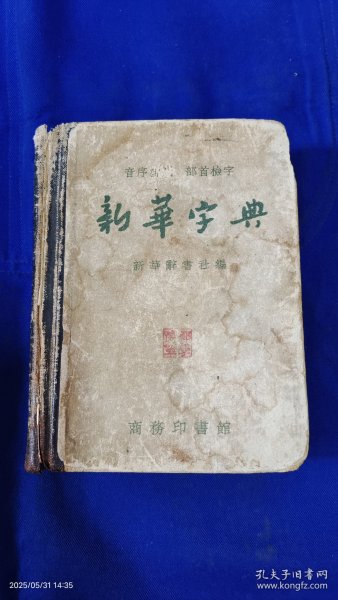 音序 部首檢字
新華字典
新華辭書社編
商務印書館
2025/05/31 14:35
孔夫子旧书网
www.kongfz.com